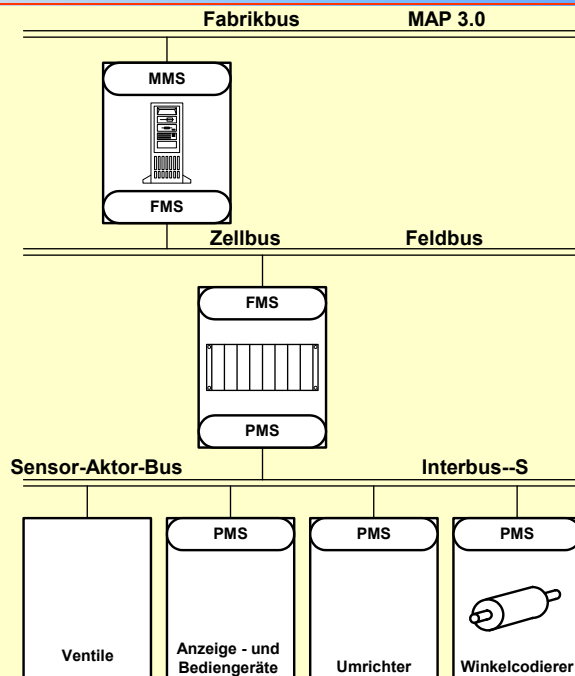 Fabrikbus MAP 3.0
MMS
FMS
Zellbus Feldbus
FMS
PMS
Sensor-Aktor-Bus Interbus--S
PMS PMS PMS
Ventile
Anzeige - und
Bediengeräte
Umrichter
Winkelcodierer